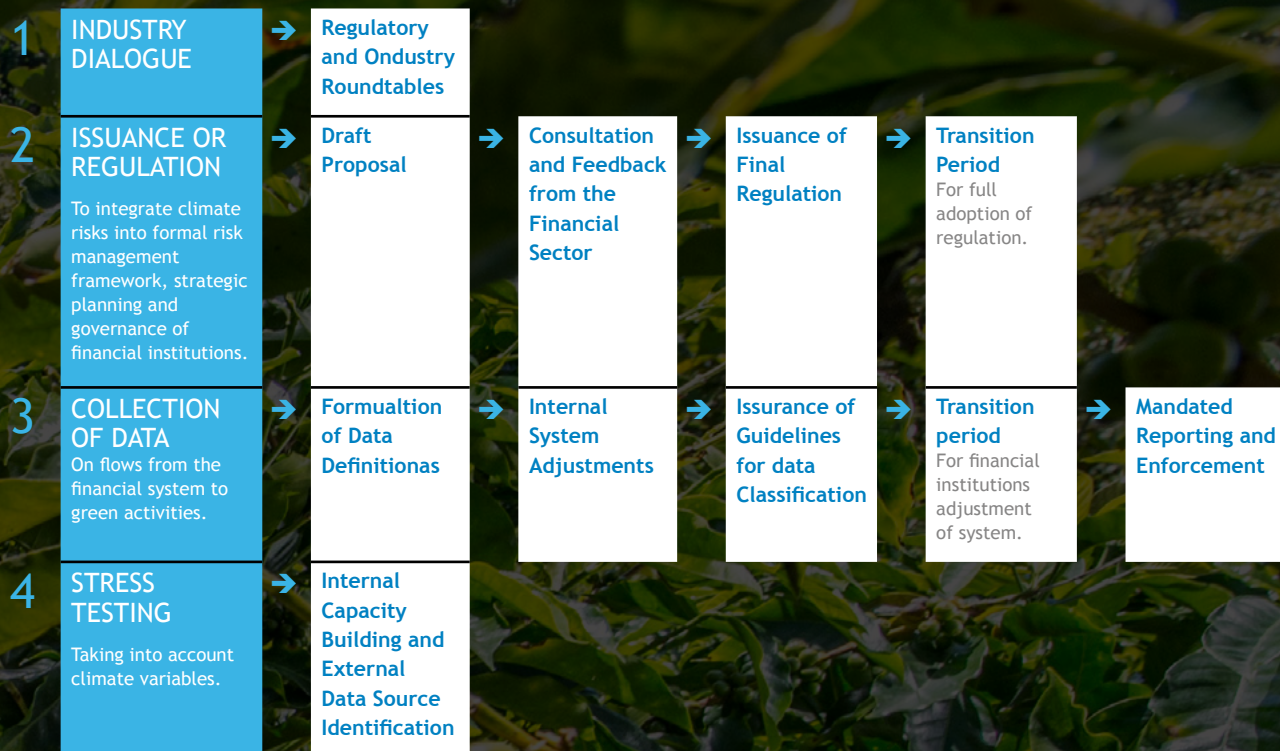 1
INDUSTRY
DIALOGUE
➔
Regulatory
and Ondustry
Roundtables
2
ISSUANCE OR
REGULATION
To integrate climate
risks into formal risk
management
framework, strategic
planning and
governance of
financial institutions.
➔
Draft
Proposal
➔
Consultation
and Feedback
from the
Financial
Sector
➔
Issuance of
Final
Regulation
➔
Transition
Period
For full
adoption of
regulation.
3
COLLECTION
OF DATA
On flows from the
financial system to
green activities.
➔
Formualtion
of Data
Definitionas
➔
Internal
System
Adjustments
➔
Issurance of
Guidelines
for data
Classification
➔
Transition
period
For financial
institutions
adjustment
of system.
➔
Mandated
Reporting and
Enforcement
4
STRESS
TESTING
Taking into account
climate variables.
➔
Internal
Capacity
Building and
External
Data Source
Identification